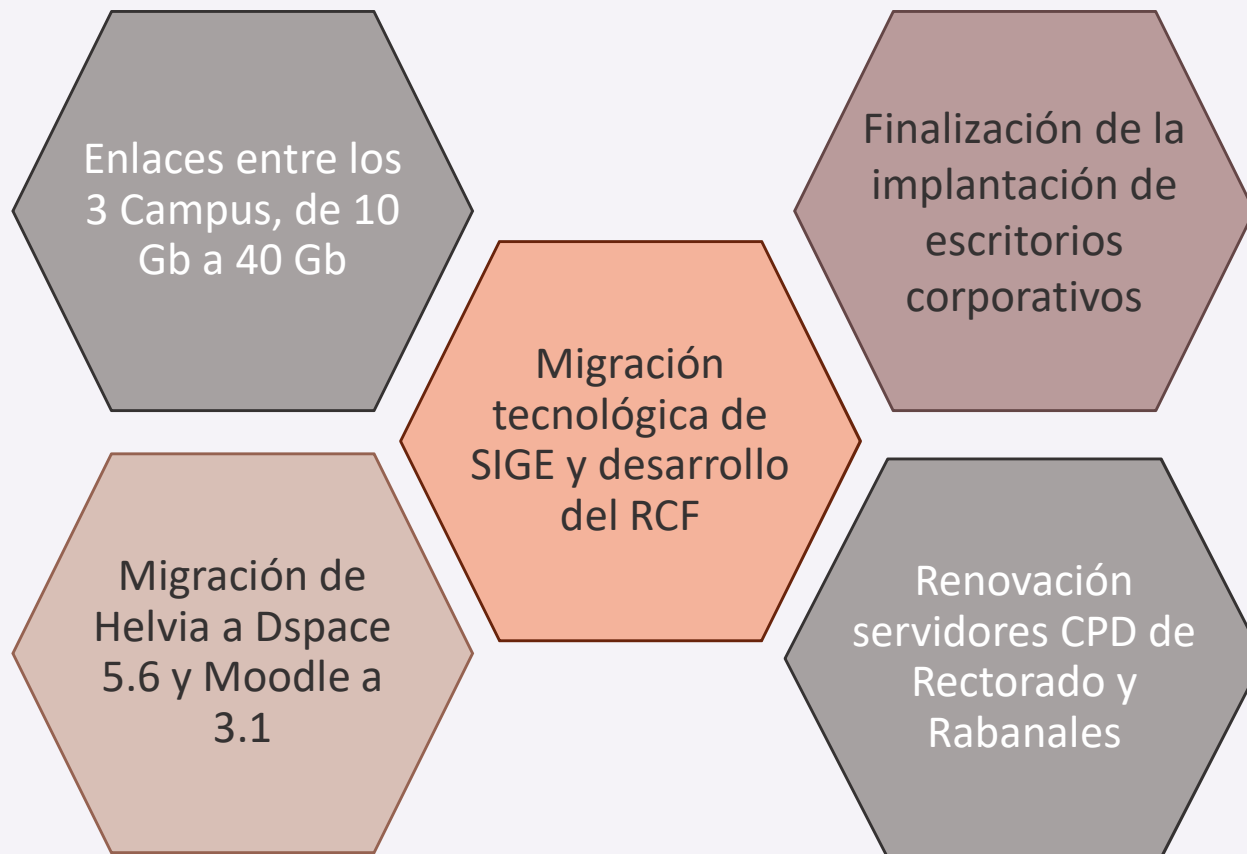 Enlaces entre los
3 Campus, de 10
Gb a 40 Gb
Finalización de la
implantación de
escritorios
corporativos
Migración
tecnológica de
SIGE y desarrollo
del RCF
Migración de
Helvia a Dspace
5.6 y Moodle a
3.1
Renovación
servidores CPD de
Rectorado y
Rabanales